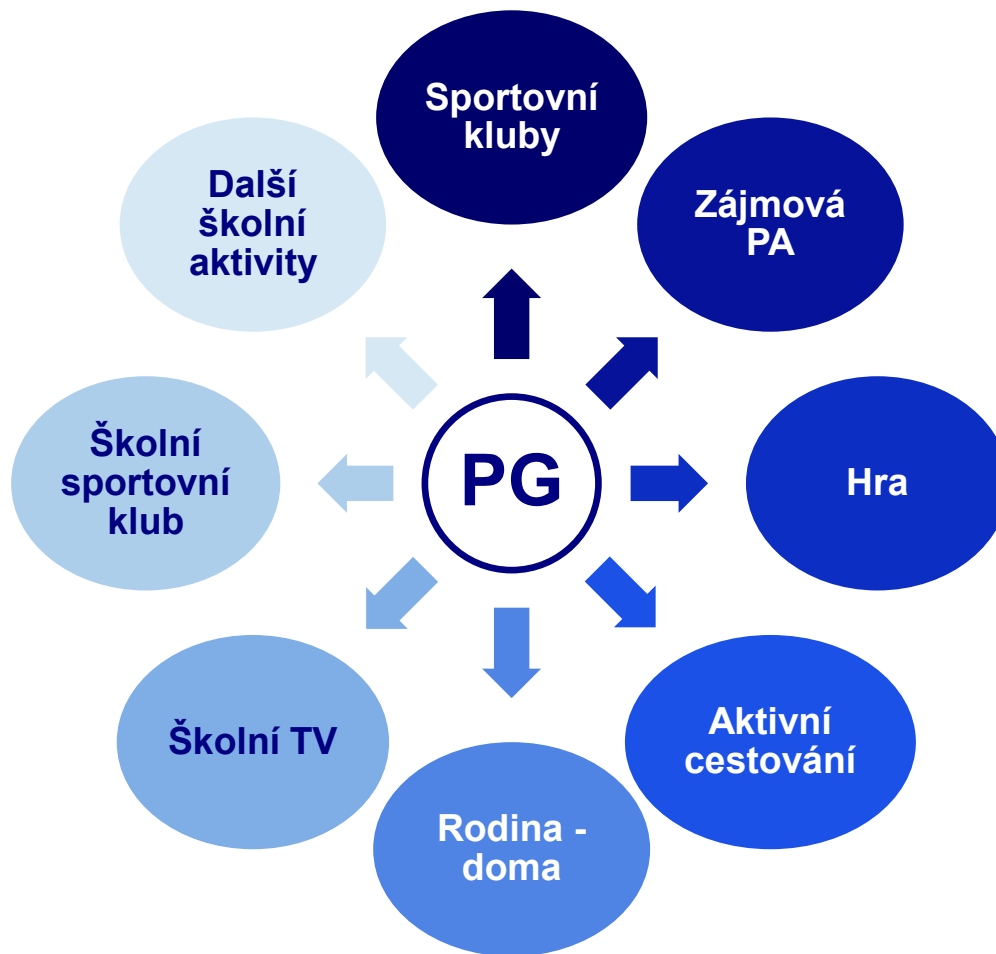 Sportovní
kluby
Zájmová
PA
Hra
Aktivní
cestování
Rodina -
doma
Školní TV
Školní
sportovní
klub
Další
školní
aktivity
PG